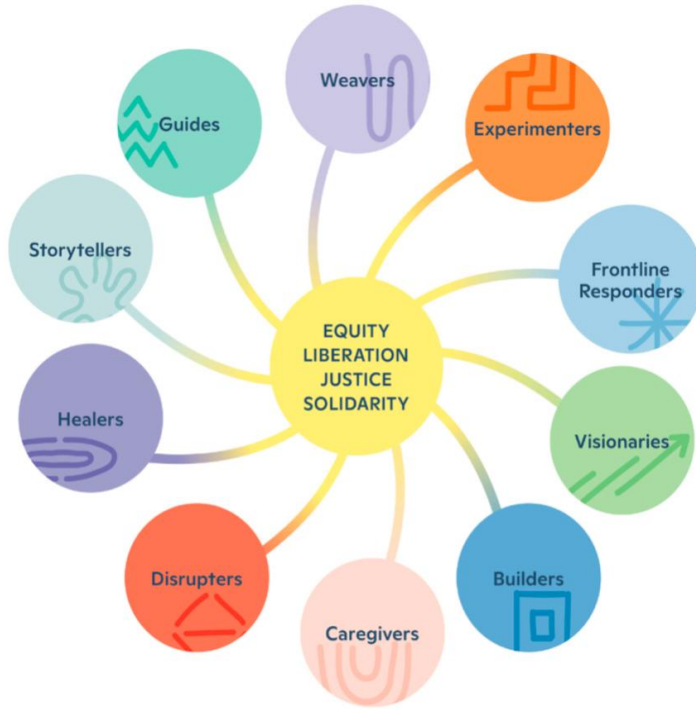 Weavers
Experimenters
Frontline
Responders
Visionaries
Builders
Caregivers
Disrupters
Healers
Storytellers
Guides
EQUITY
LIBERATION
JUSTICE
SOLIDARITY